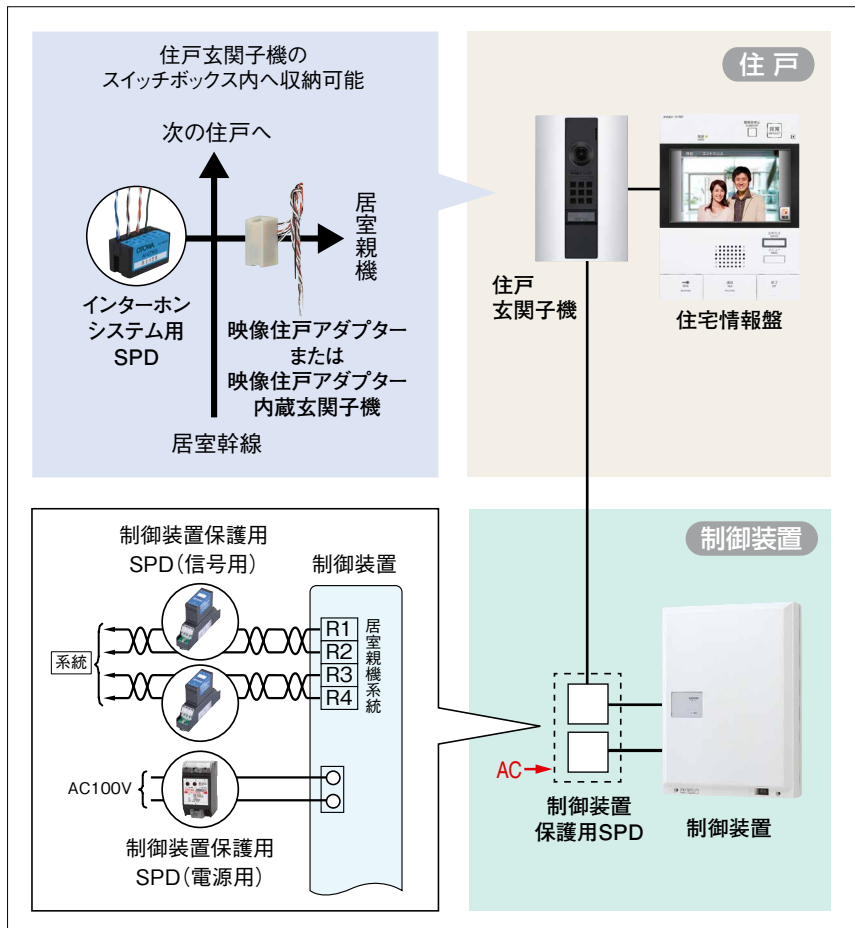 住戸玄関子機の
スイッチボックス内へ収納可能
次の住戸へ
居室親機
OTOWA
インターホン
システム用
SPD
映像住戸アダプター
または
映像住戸アダプター
内蔵玄関子機
居室幹線
住戸
住戸
玄関子機
住宅情報盤
制御装置保護用
SPD（信号用）
制御装置
系統
R1
R2
R3
R4
居室親機系統
AC100V
制御装置保護用
SPD（電源用）
制御装置
AC
制御装置
保護用SPD
制御装置